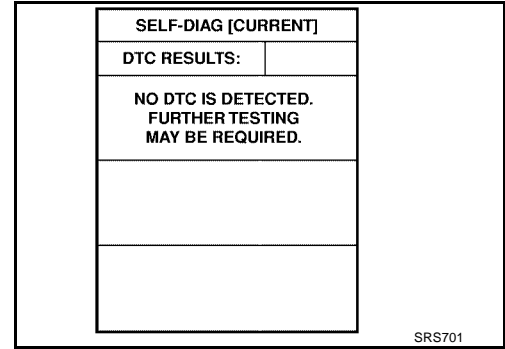 SELF-DIAG [CURRENT]
DTC RESULTS:
NO DTC IS DETECTED.
FURTHER TESTING
MAY BE REQUIRED.
SRS701